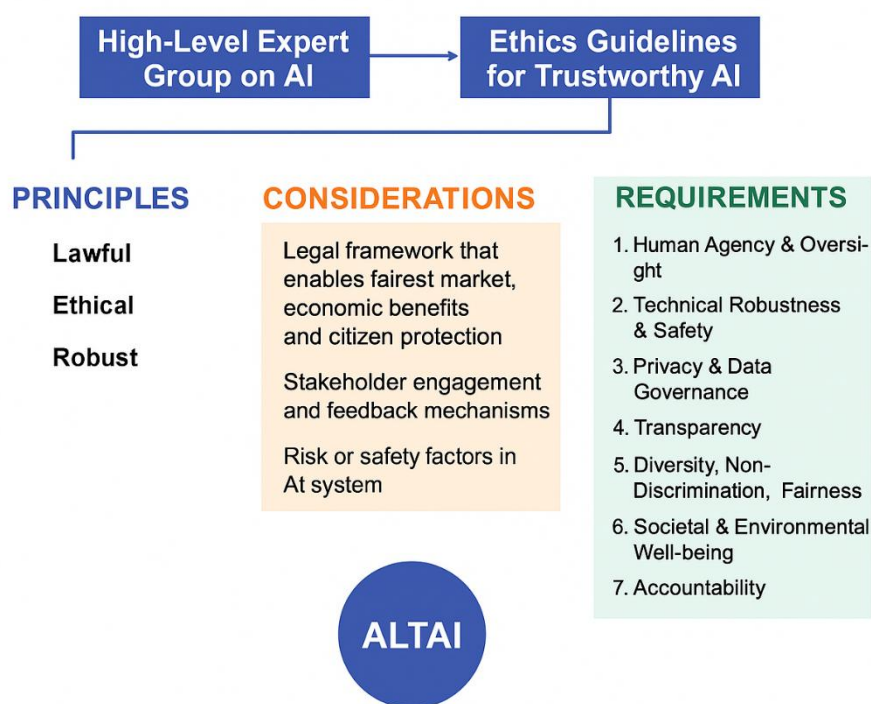 High-Level Expert
Group on AI
Ethics Guidelines
for Trustworthy AI
PRINCIPLES
Lawful
Ethical
Robust
CONSIDERATIONS
Legal framework that
enables fairest market,
economic benefits
and citizen protection
Stakeholder engagement
and feedback mechanisms
Risk or safety factors in
At system
REQUIREMENTS
1. Human Agency & Oversi-
ght
2. Technical Robustness
& Safety
3. Privacy & Data
Governance
4. Transparency
5. Diversity, Non-
Discrimination, Fairness
6. Societal & Environmental
Well-being
7. Accountability
ALTAI